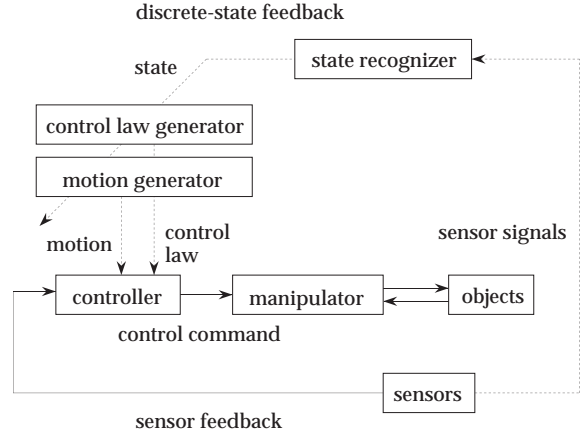 discrete-state feedback
state recognizer
state
control law generator
motion generator
motion
control
law
sensor signals
controller
manipulator
objects
control command
sensors
sensor feedback